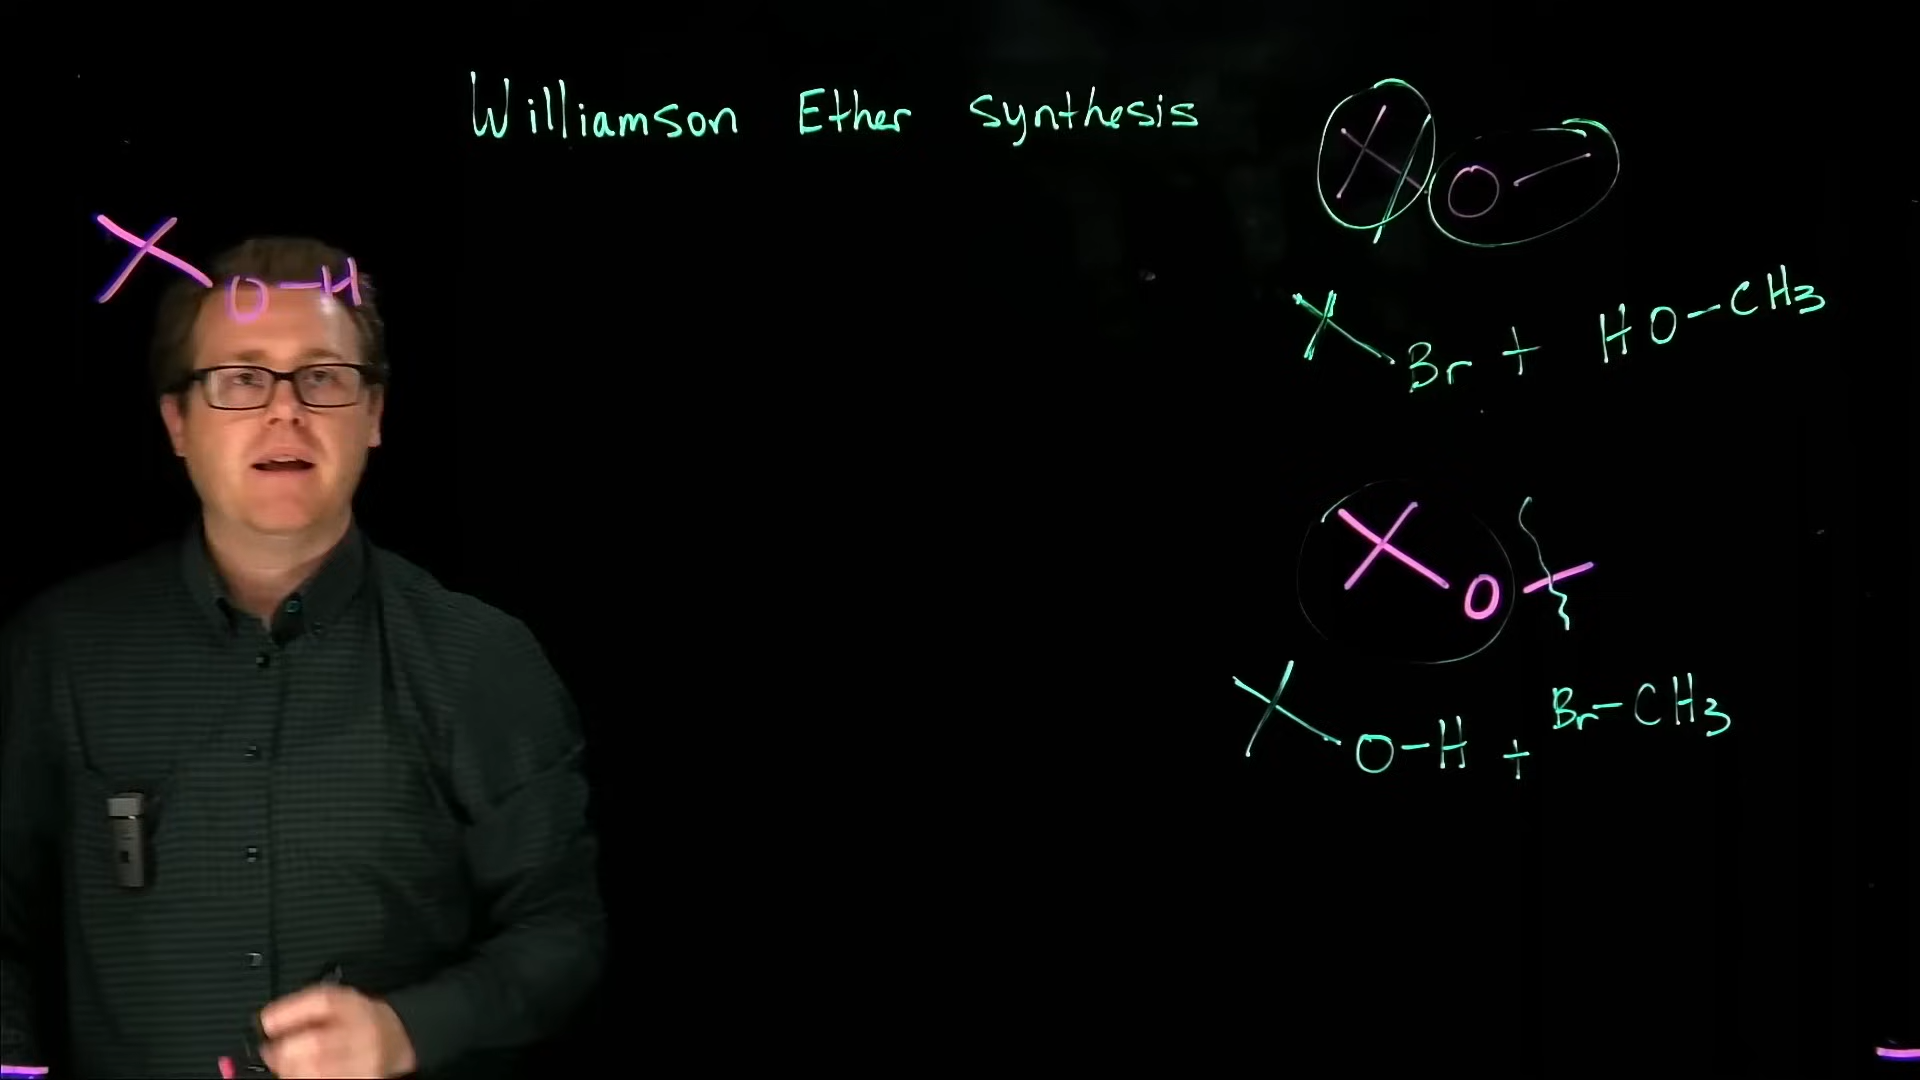 Williamson Ether synthesis
O
O-H
Br + HO-CH3
O
Br-CH3
O-H +